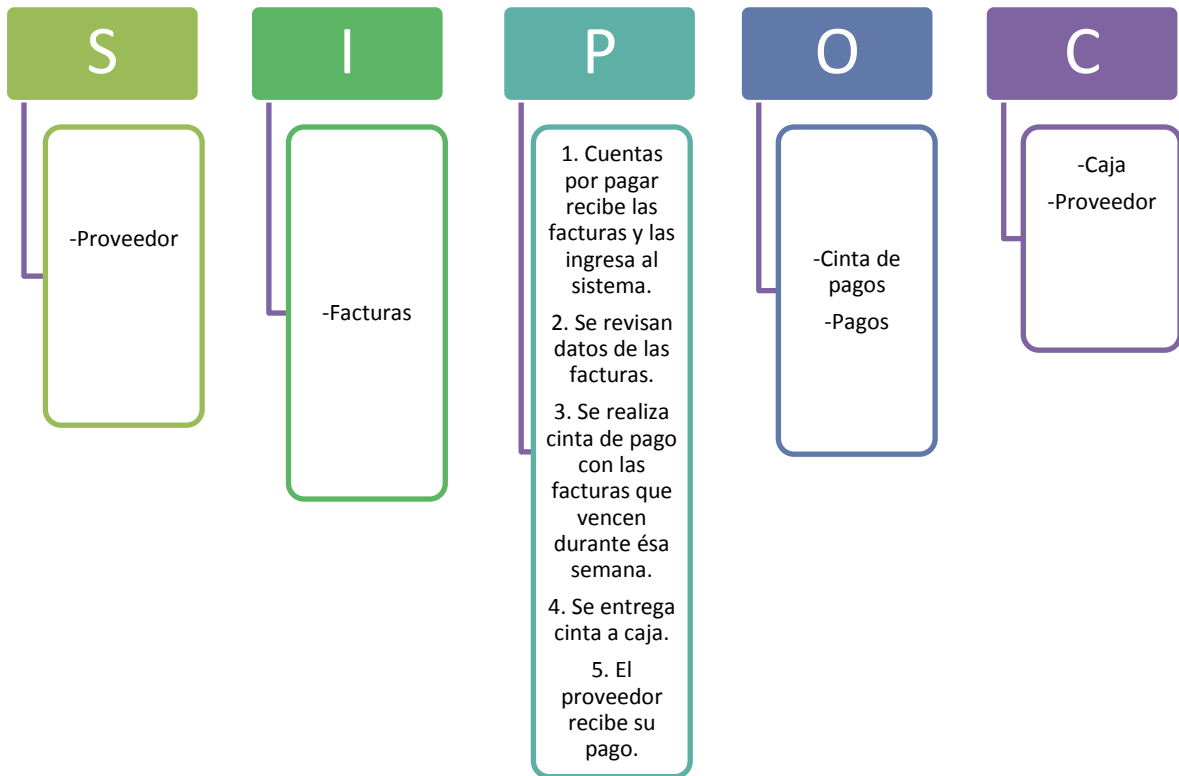 S
I
P
O
C
-Proveedor
-Facturas
1. Cuentas
por pagar
recibe las
facturas y las
ingresa al
sistema.
2. Se revisan
datos de las
facturas.
3. Se realiza
cinta de pago
con las
facturas que
vencen
durante ésa
semana.
4. Se entrega
cinta a caja.
5. El
proveedor
recibe su
pago.
-Cinta de
pagos
-Pagos
-Caja
-Proveedor